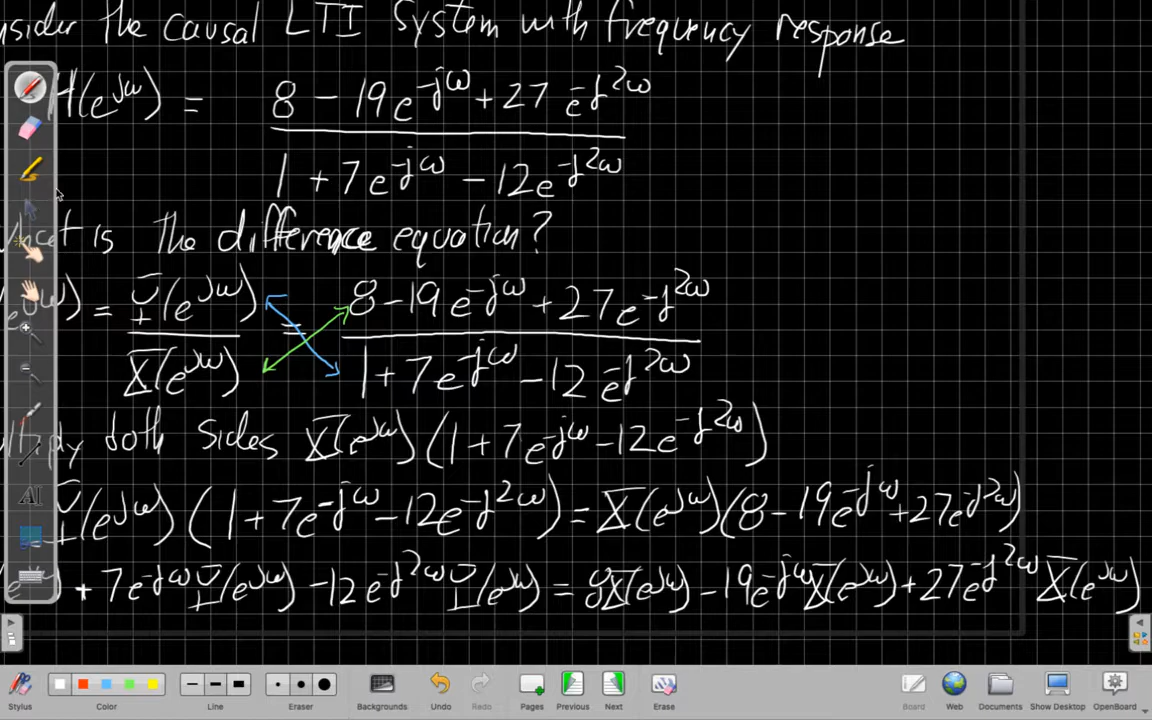 nsider the causal LTI System with frequency response
H(e^jω) = 8 - 19e^-jω + 27 e^-j2ω
1 + 7e^-jω - 12e^-j2ω
is the difference equation?
e^jω) = Y(e^jω) = 8 - 19e^-jω + 27e^-j2ω
X(e^jω) 1 + 7e^-jω - 12e^-j2ω
ltiply both sides X(e^jω)(1 + 7e^-jω - 12e^-j2ω)
Y(e^jω)(1 + 7e^-jω - 12e^-j2ω) = X(e^jω)(8 - 19e^-jω + 27e^-j2ω)
+ 7e^-jω Y(e^jω) - 12e^-j2ω Y(e^jω) = 8X(e^jω) - 19e^-jω X(e^jω) + 27e^-j2ω X(e^jω)
AI
Stylus Color Line Eraser Backgrounds Undo Redo Pages Previous Next Erase Board Web Documents Show Desktop OpenBoard